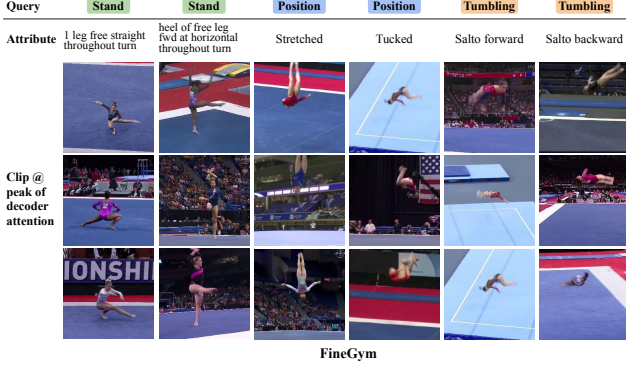 Query Stand Stand Position Position Tumbling Tumbling
Attribute 1 leg free straight throughout turn heel of free leg fwd at horizontal throughout turn Stretched Tucked Salto forward Salto backward
Clip @
peak of
decoder
attention
IONSHI
FineGym